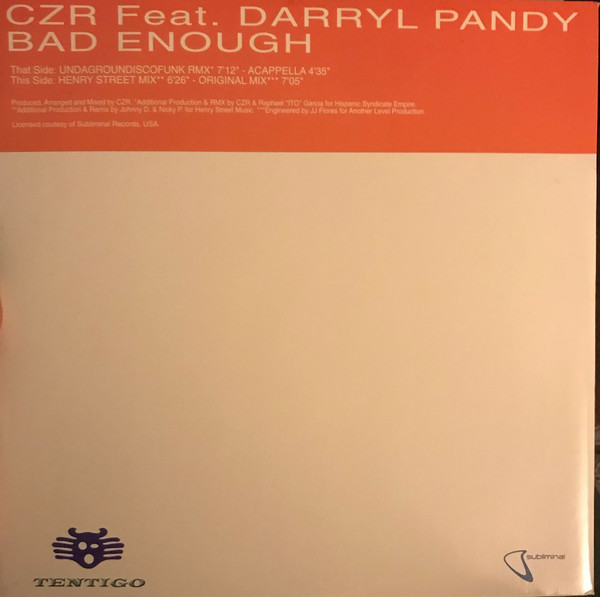 CZR Feat. DARRYL PANDY
BAD ENOUGH
That Side: UNDAGROUNDISCOFUNK RMX* 7'12" - ACAPPELLA 4'35"
This Side: HENRY STREET MIX** 6'26" - ORIGINAL MIX*** 7'05"
Produced, Arranged and Mixed by CZR. *Additional Production & RMX by CZR & Raphael "ITO" Garcia for Hispanic Syndicate Empire.
**Additional Production & Remix by Johnny D. & Nicky P. for Henry Street Music. ***Engineered by JJ Flores for Another Level Production.
Licensed courtesy of Subliminal Records, USA.
TENTIGO
subliminal